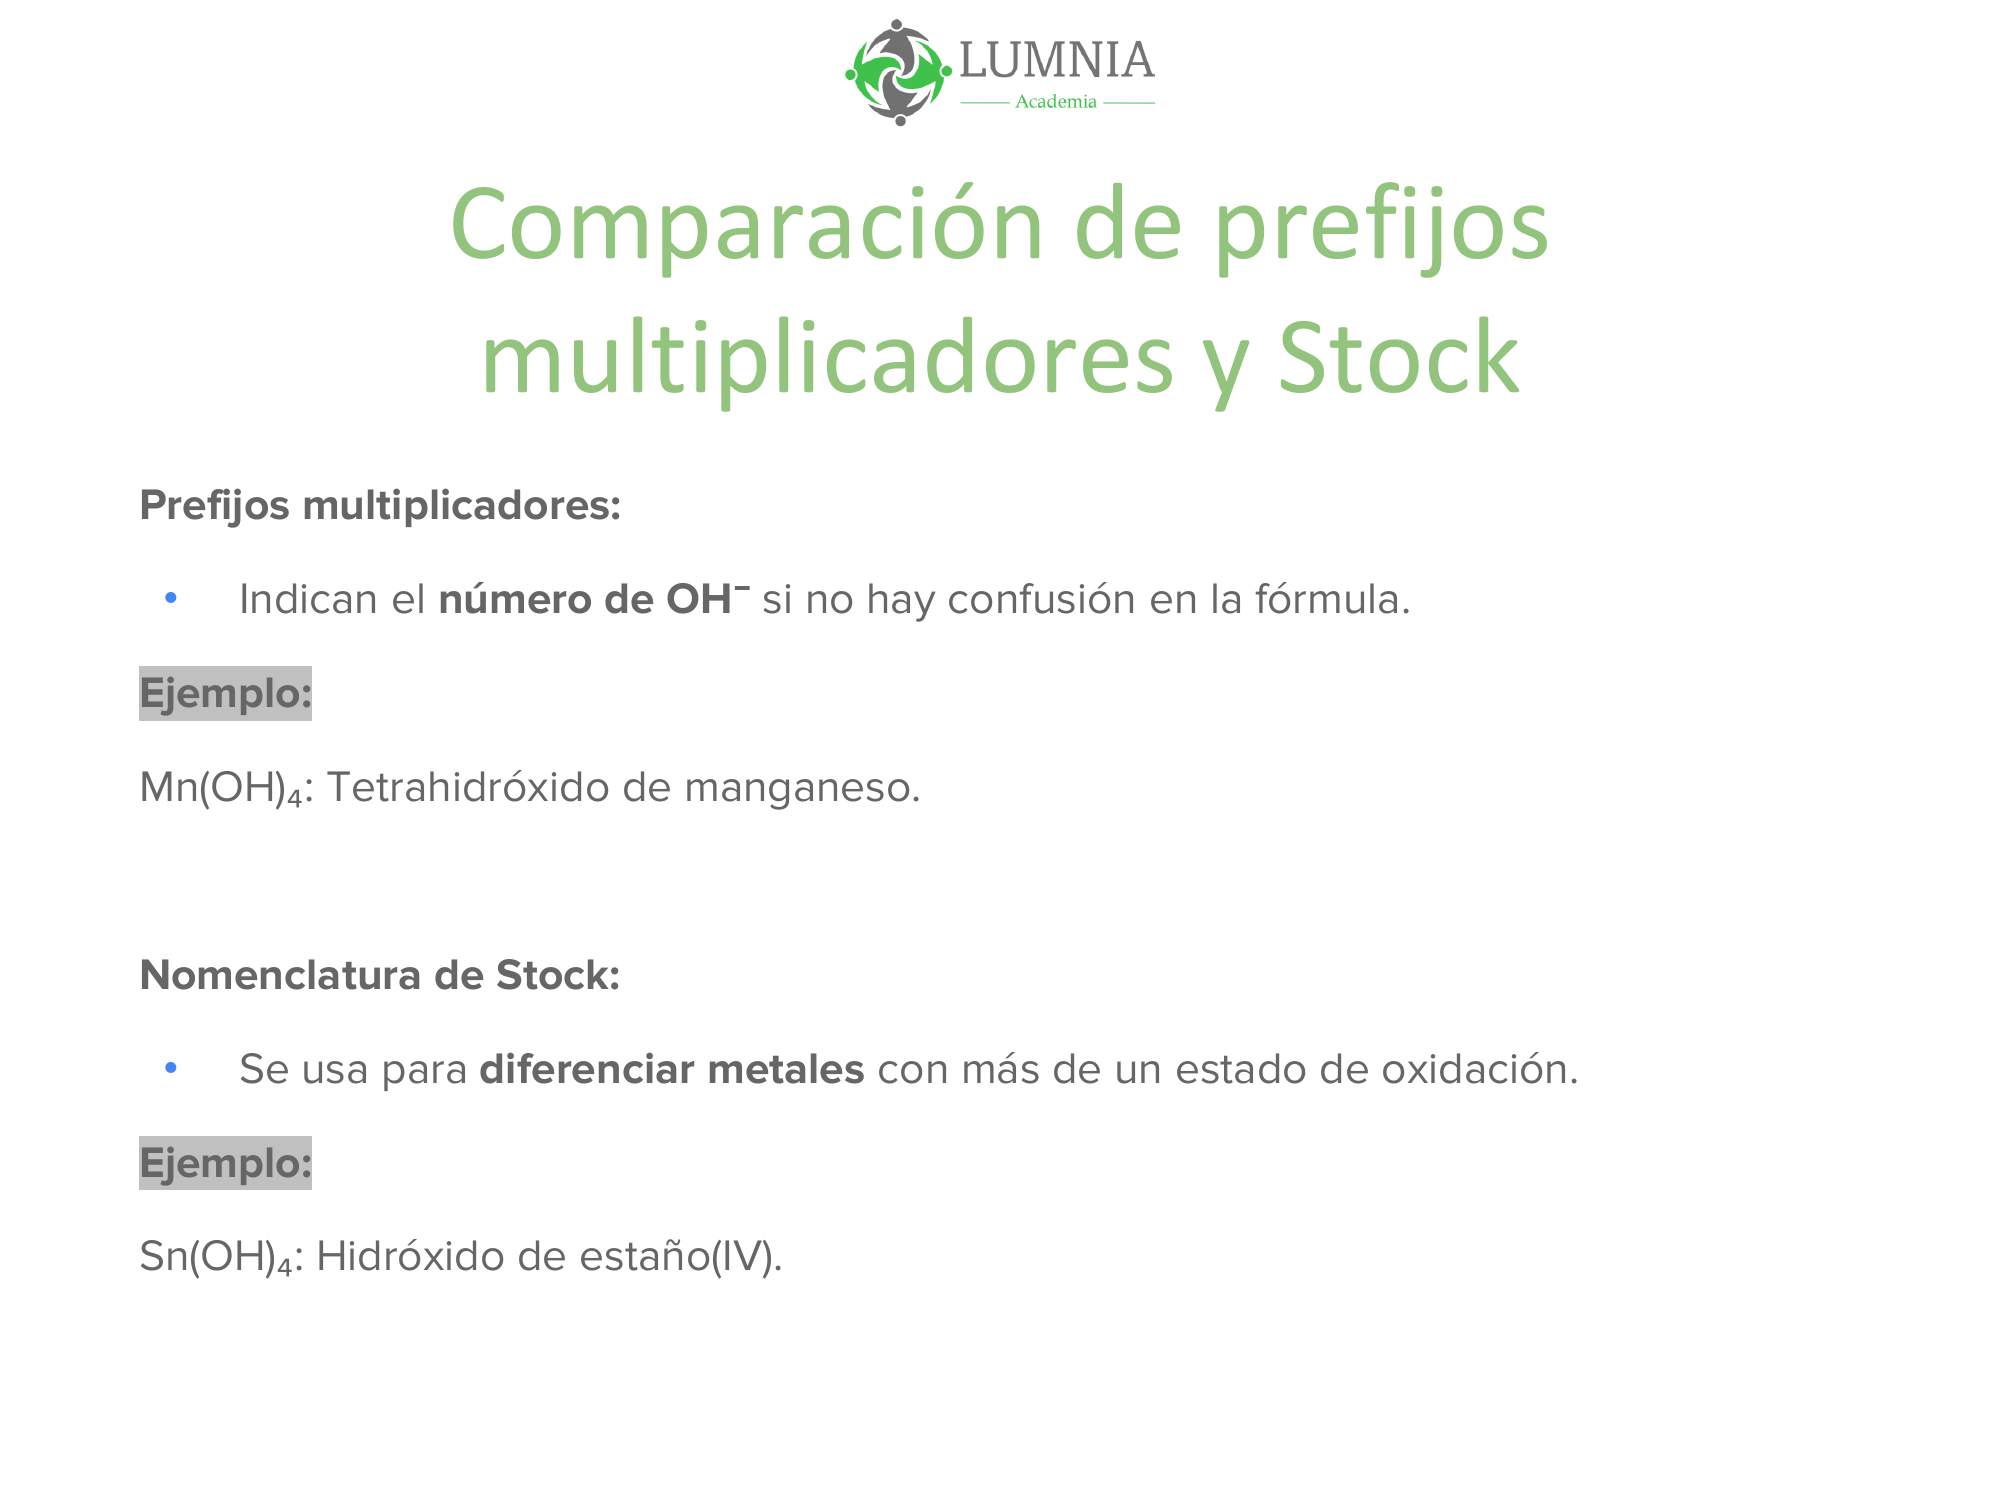 LUMNIA
Academia
Comparación de prefijos
multiplicadores y Stock
Prefijos multiplicadores:
• Indican el número de OH⁻ si no hay confusión en la fórmula.
Ejemplo:
Mn(OH)₄: Tetrahidróxido de manganeso.
Nomenclatura de Stock:
• Se usa para diferenciar metales con más de un estado de oxidación.
Ejemplo:
Sn(OH)₄: Hidróxido de estaño(IV).